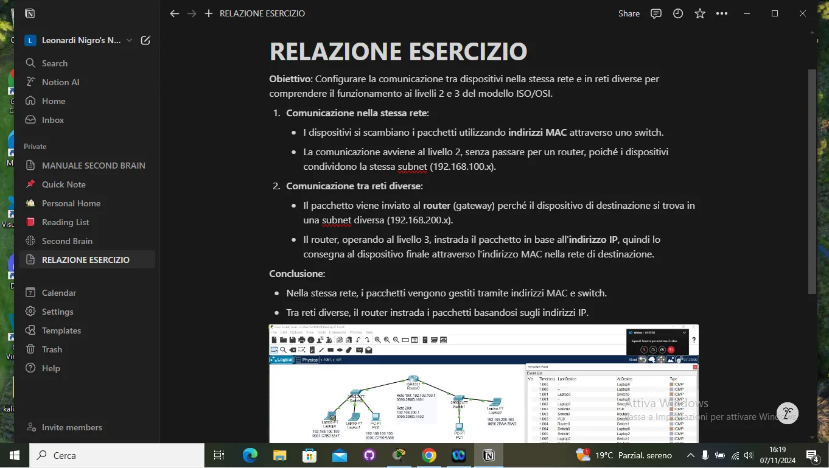 ← → + RELAZIONE ESERCIZIO
Share
L Leonardi Nigro's N...
Search
Notion AI
Home
Inbox
Private
MANUALE SECOND BRAIN
Quick Note
Personal Home
Reading List
Second Brain
RELAZIONE ESERCIZIO
Calendar
Settings
Templates
Trash
Help
Invite members
RELAZIONE ESERCIZIO
Obiettivo: Configurare la comunicazione tra dispositivi nella stessa rete e in reti diverse per
comprendere il funzionamento ai livelli 2 e 3 del modello ISO/OSI.
1. Comunicazione nella stessa rete:
• I dispositivi si scambiano i pacchetti utilizzando indirizzi MAC attraverso uno switch.
• La comunicazione avviene al livello 2, senza passare per un router, poiché i dispositivi
condividono la stessa subnet (192.168.100.x).
2. Comunicazione tra reti diverse:
• Il pacchetto viene inviato al router (gateway) perché il dispositivo di destinazione si trova in
una subnet diversa (192.168.200.x).
• Il router, operando al livello 3, instrada il pacchetto in base all'indirizzo IP, quindi lo
consegna al dispositivo finale attraverso l'indirizzo MAC nella rete di destinazione.
Conclusione:
• Nella stessa rete, i pacchetti vengono gestiti tramite indirizzi MAC e switch.
• Tra reti diverse, il router instrada i pacchetti basandosi sugli indirizzi IP.
Logical
Physical
Attiva Windows
per attivare
Cerca
19°C Parzial. sereno
16:19
07/11/2024
4